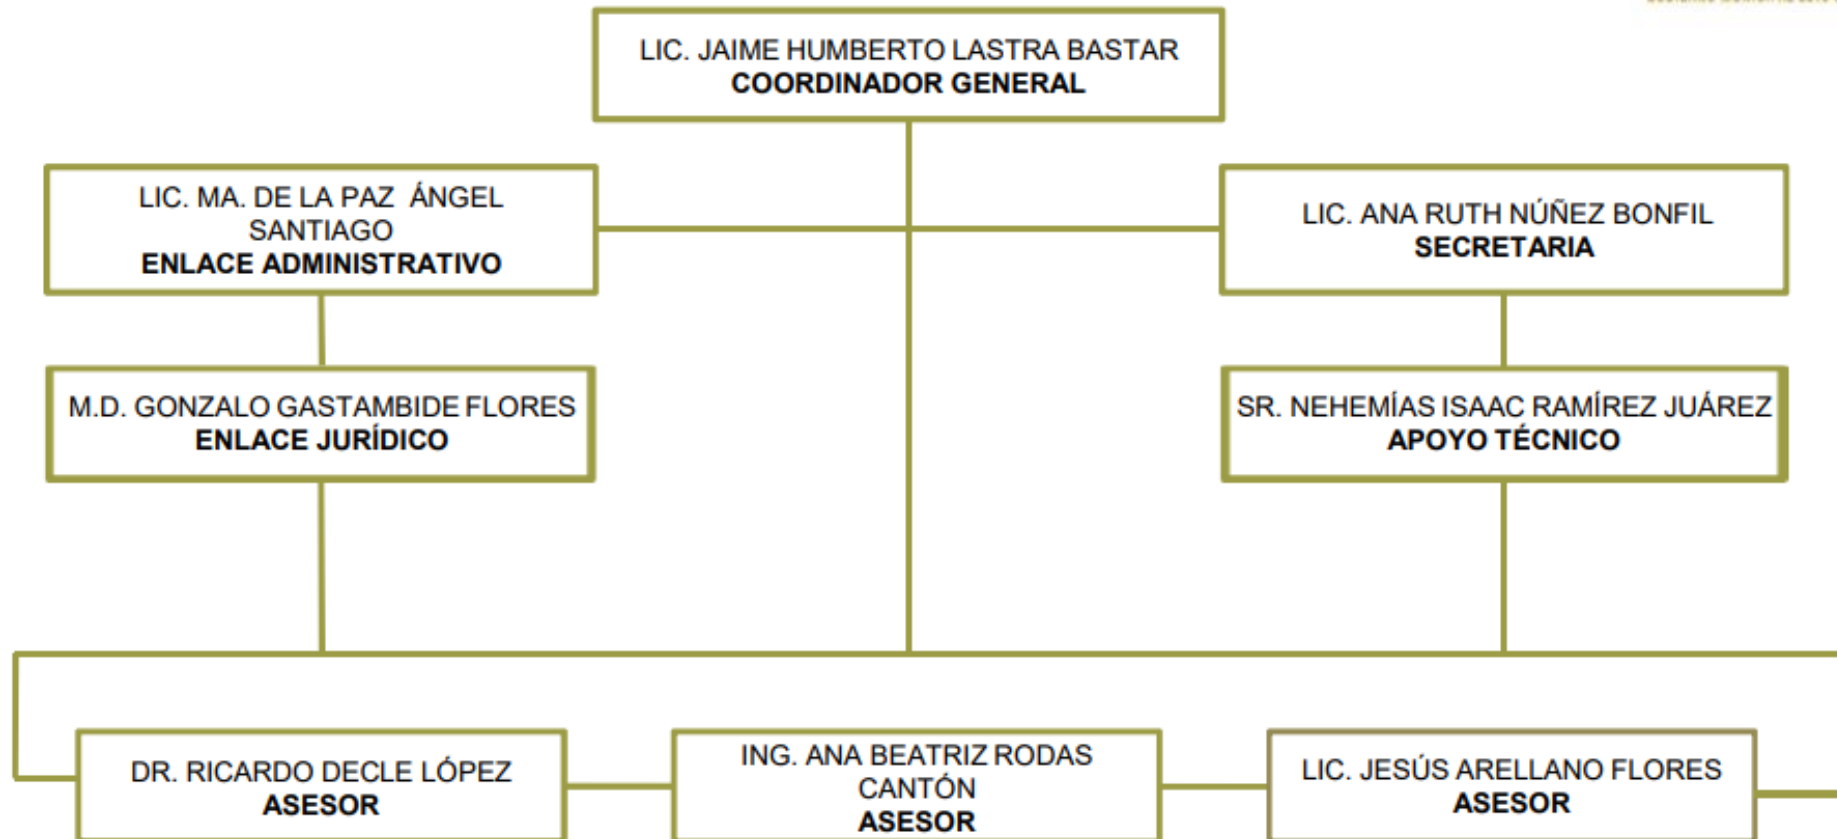 LIC. JAIME HUMBERTO LASTRA BASTAR
COORDINADOR GENERAL
LIC. MA. DE LA PAZ ÁNGEL
SANTIAGO
ENLACE ADMINISTRATIVO
LIC. ANA RUTH NÚÑEZ BONFIL
SECRETARIA
M.D. GONZALO GASTAMBIDE FLORES
ENLACE JURÍDICO
SR. NEHEMÍAS ISAAC RAMÍREZ JUÁREZ
APOYO TÉCNICO
DR. RICARDO DECLE LÓPEZ
ASESOR
ING. ANA BEATRIZ RODAS
CANTÓN
ASESOR
LIC. JESÚS ARELLANO FLORES
ASESOR